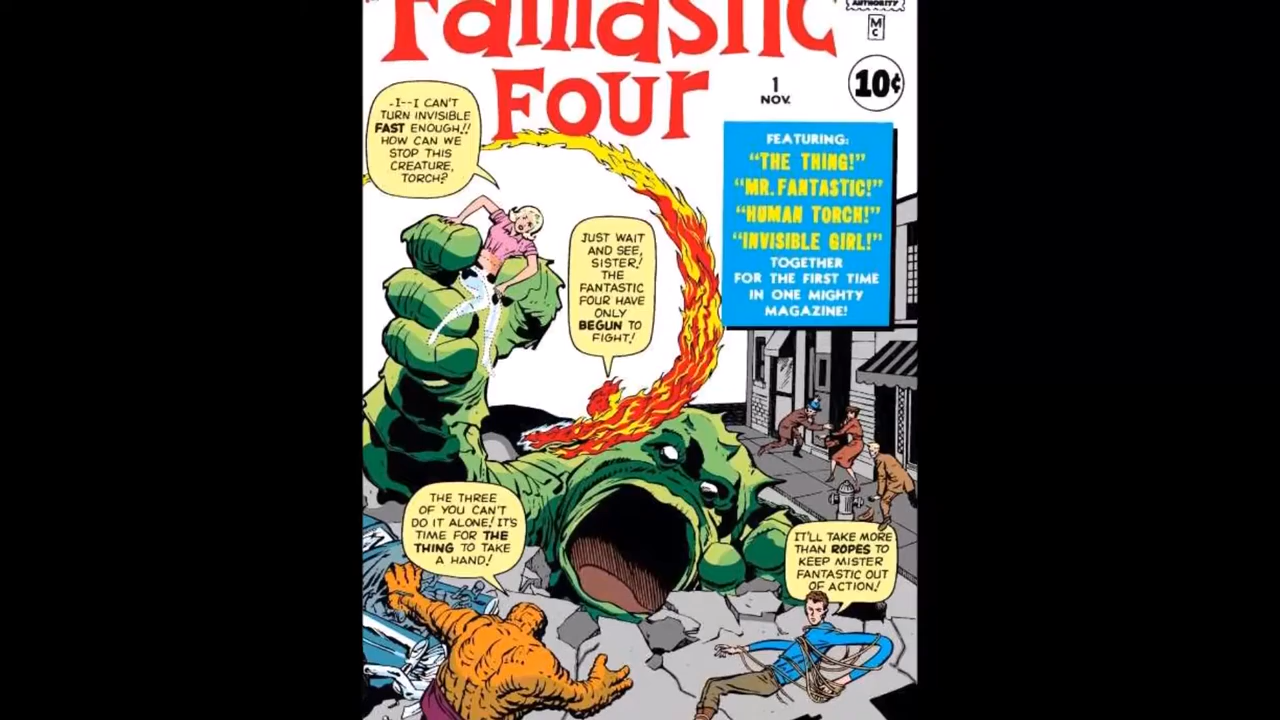 Fantastic
Four
AUTHORITY
M
C
1
NOV.
10¢
-I--I CAN'T
TURN INVISIBLE
FAST ENOUGH!!
HOW CAN WE
STOP THIS
CREATURE,
TORCH?
FEATURING:
"THE THING!"
"MR. FANTASTIC!"
"HUMAN TORCH!"
"INVISIBLE GIRL!"
TOGETHER
FOR THE FIRST TIME
IN ONE MIGHTY
MAGAZINE!
JUST WAIT
AND SEE,
SISTER!
THE
FANTASTIC
FOUR HAVE
ONLY
BEGUN TO
FIGHT!
THE THREE
OF YOU CAN'T
DO IT ALONE! IT'S
TIME FOR THE
THING TO TAKE
A HAND!
IT'LL TAKE MORE
THAN ROPES TO
KEEP MISTER
FANTASTIC OUT
OF ACTION!